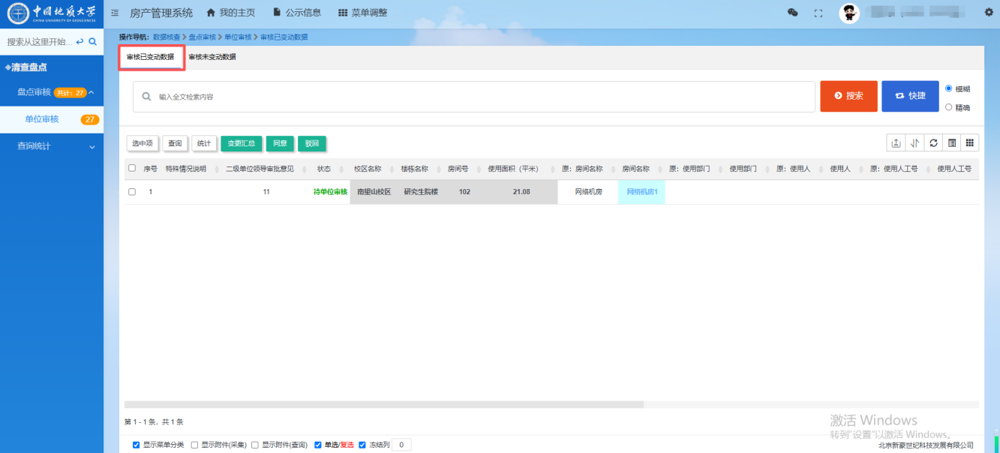 中国地质大学
CHINA UNIVERSITY OF GEOSCIENCES
房产管理系统 我的主页 公示信息 菜单调整
搜索从这里开始...
操作导航: 数据核查 盘点审核 单位审核 审核已变动数据
审核已变动数据 审核未变动数据
清查盘点
盘点审核 共计: 27
单位审核 27
查询统计
输入全文检索内容
搜索 快捷
模糊
精确
选中项 查询 统计 变更汇总 同意 驳回
序号 特殊情况说明 二级单位领导审批意见 状态 校区名称 楼栋名称 房间号 使用面积（平米） 原：房间名称 房间名称 原：使用部门 使用部门 原：使用人 使用人 原：使用人工号 使用人工号
1 11 待单位审核 南望山校区 研究生院楼 102 21.08 网络机房 网络机房1
第 1 - 1 条，共 1 条
激活 Windows
转到"设置"以激活 Windows。
显示菜单分类 显示附件(采集) 显示附件(查询) 单选/复选 冻结列 0
北京新豪世纪科技发展有限公司